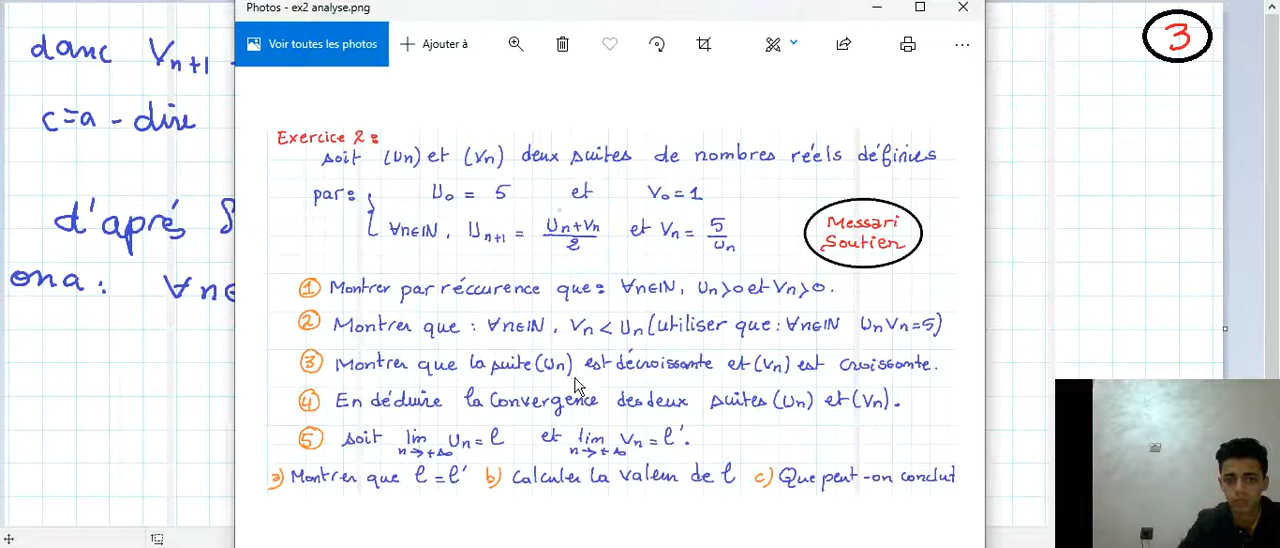 Photos - ex2 analyse.png
Voir toutes les photos
Ajouter à
3
danc Vn+1
c=a - dire
d'aprés
ona : ∀n∈
Exercice 2 :
soit (Un) et (Vn) deux suites de nombres réels définies
par : U0 = 5 et V0 = 1
∀n∈IN, Un+1 = (Un+Vn)/2 et Vn = 5/Un
Messari
Soutien
① Montrer par réccurence que : ∀n∈IN, Un>0 et Vn>0.
② Montrer que : ∀n∈IN, Vn < Un (utiliser que : ∀n∈IN UnVn=5)
③ Montrer que la suite (Un) est décroissante et (Vn) est croissante.
④ En déduire la convergence des deux suites (Un) et (Vn).
⑤ soit lim n→+∞ Un = l et lim n→+∞ Vn = l'.
a) Montrer que l = l' b) Calculer la valeur de l c) Que peut-on conclut